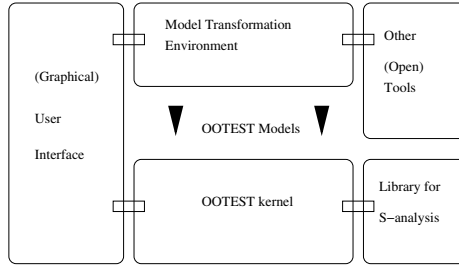 (Graphical)
User
Interface
Model Transformation
Environment
Other
(Open)
Tools
OOTEST Models
OOTEST kernel
Library for
S−analysis